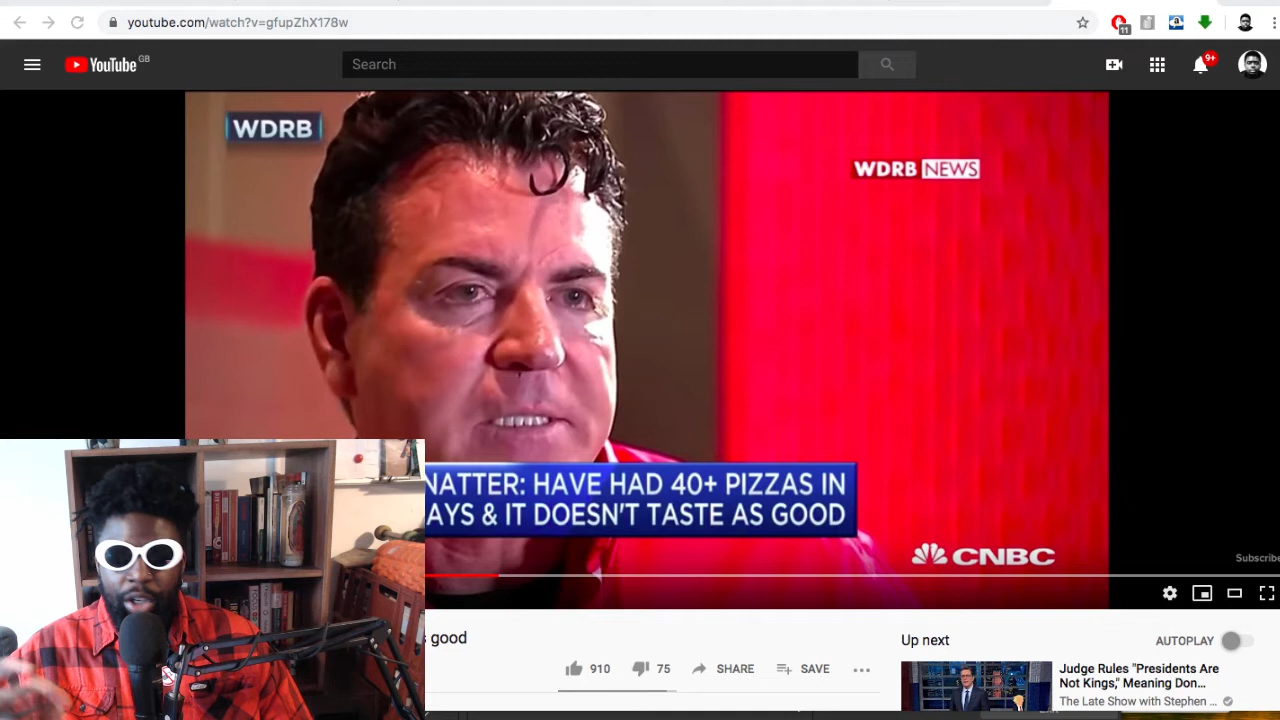 youtube.com/watch?v=gfupZhX178w
11
YouTube GB
Search
9+
WDRB
WDRB NEWS
NATTER: HAVE HAD 40+ PIZZAS IN
AYS & IT DOESN'T TASTE AS GOOD
CNBC
Subscribe
good
Up next
AUTOPLAY
910
75
SHARE
SAVE
Judge Rules "Presidents Are
Not Kings," Meaning Don...
The Late Show with Stephen ...